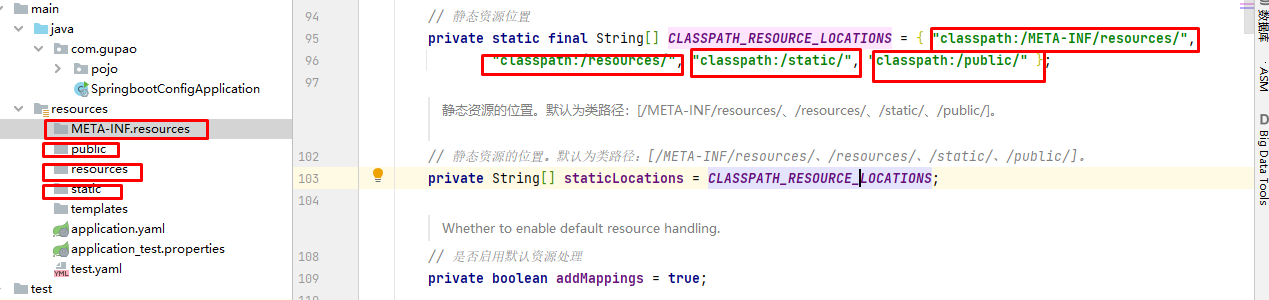 main
java
com.gupao
pojo
SpringbootConfigApplication
resources
META-INF.resources
public
resources
static
templates
application.yaml
application_test.properties
test.yaml
test
94 // 静态资源位置
95 private static final String[] CLASSPATH_RESOURCE_LOCATIONS = { "classpath:/META-INF/resources/",
96 "classpath:/resources/", "classpath:/static/", "classpath:/public/" };
97
静态资源的位置。默认为类路径：[/META-INF/resources/、/resources/、/static/、/public/]。
102 // 静态资源的位置。默认为类路径：[/META-INF/resources/、/resources/、/static/、/public/]。
103 private String[] staticLocations = CLASSPATH_RESOURCE_LOCATIONS;
104
Whether to enable default resource handling.
108 // 是否启用默认资源处理
109 private boolean addMappings = true;
数据库
ASM
D
Big Data Tools